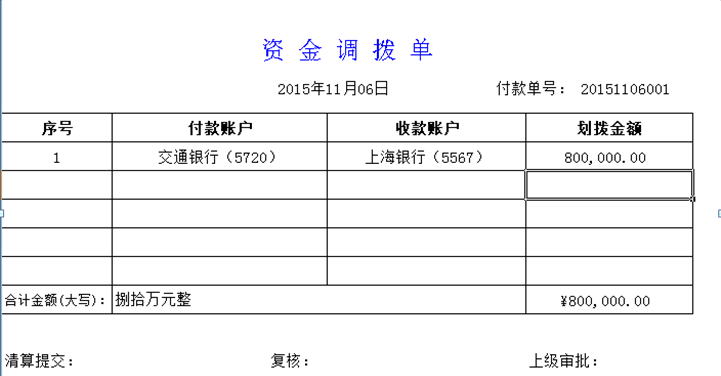 资 金 调 拨 单
2015年11月06日 付款单号： 20151106001
序号 付款账户 收款账户 划拨金额
1 交通银行（5720） 上海银行（5567） 800,000.00
合计金额(大写)： 捌拾万元整 ¥800,000.00
清算提交： 复核： 上级审批：